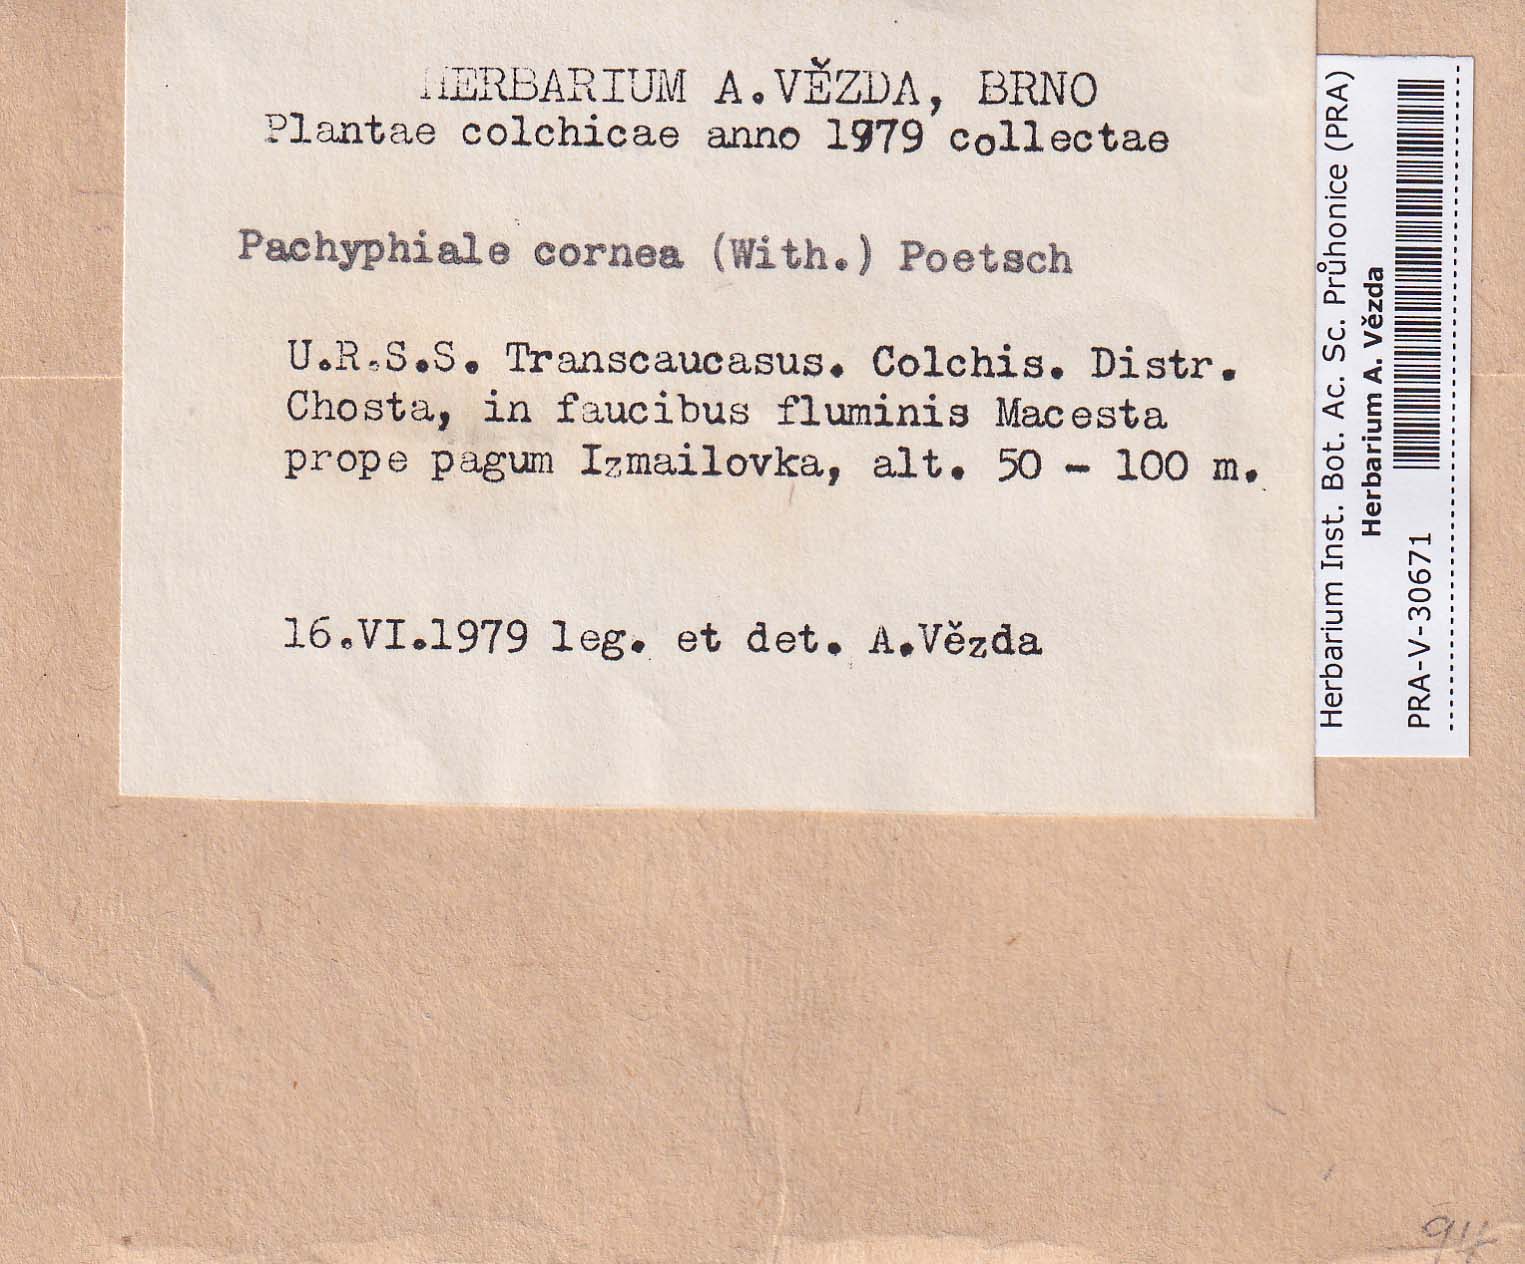 HERBARIUM A.VĚZDA, BRNO
Plantae colchicae anno 1979 collectae
Pachyphiale cornea (With.) Poetsch
U.R.S.S. Transcaucasus. Colchis. Distr.
Chosta, in faucibus fluminis Macesta
prope pagum Izmailovka, alt. 50 - 100 m.
16.VI.1979 leg. et det. A.Vězda
Herbarium Inst. Bot. Ac. Sc. Průhonice (PRA)
Herbarium A. Vězda
PRA-V-30671